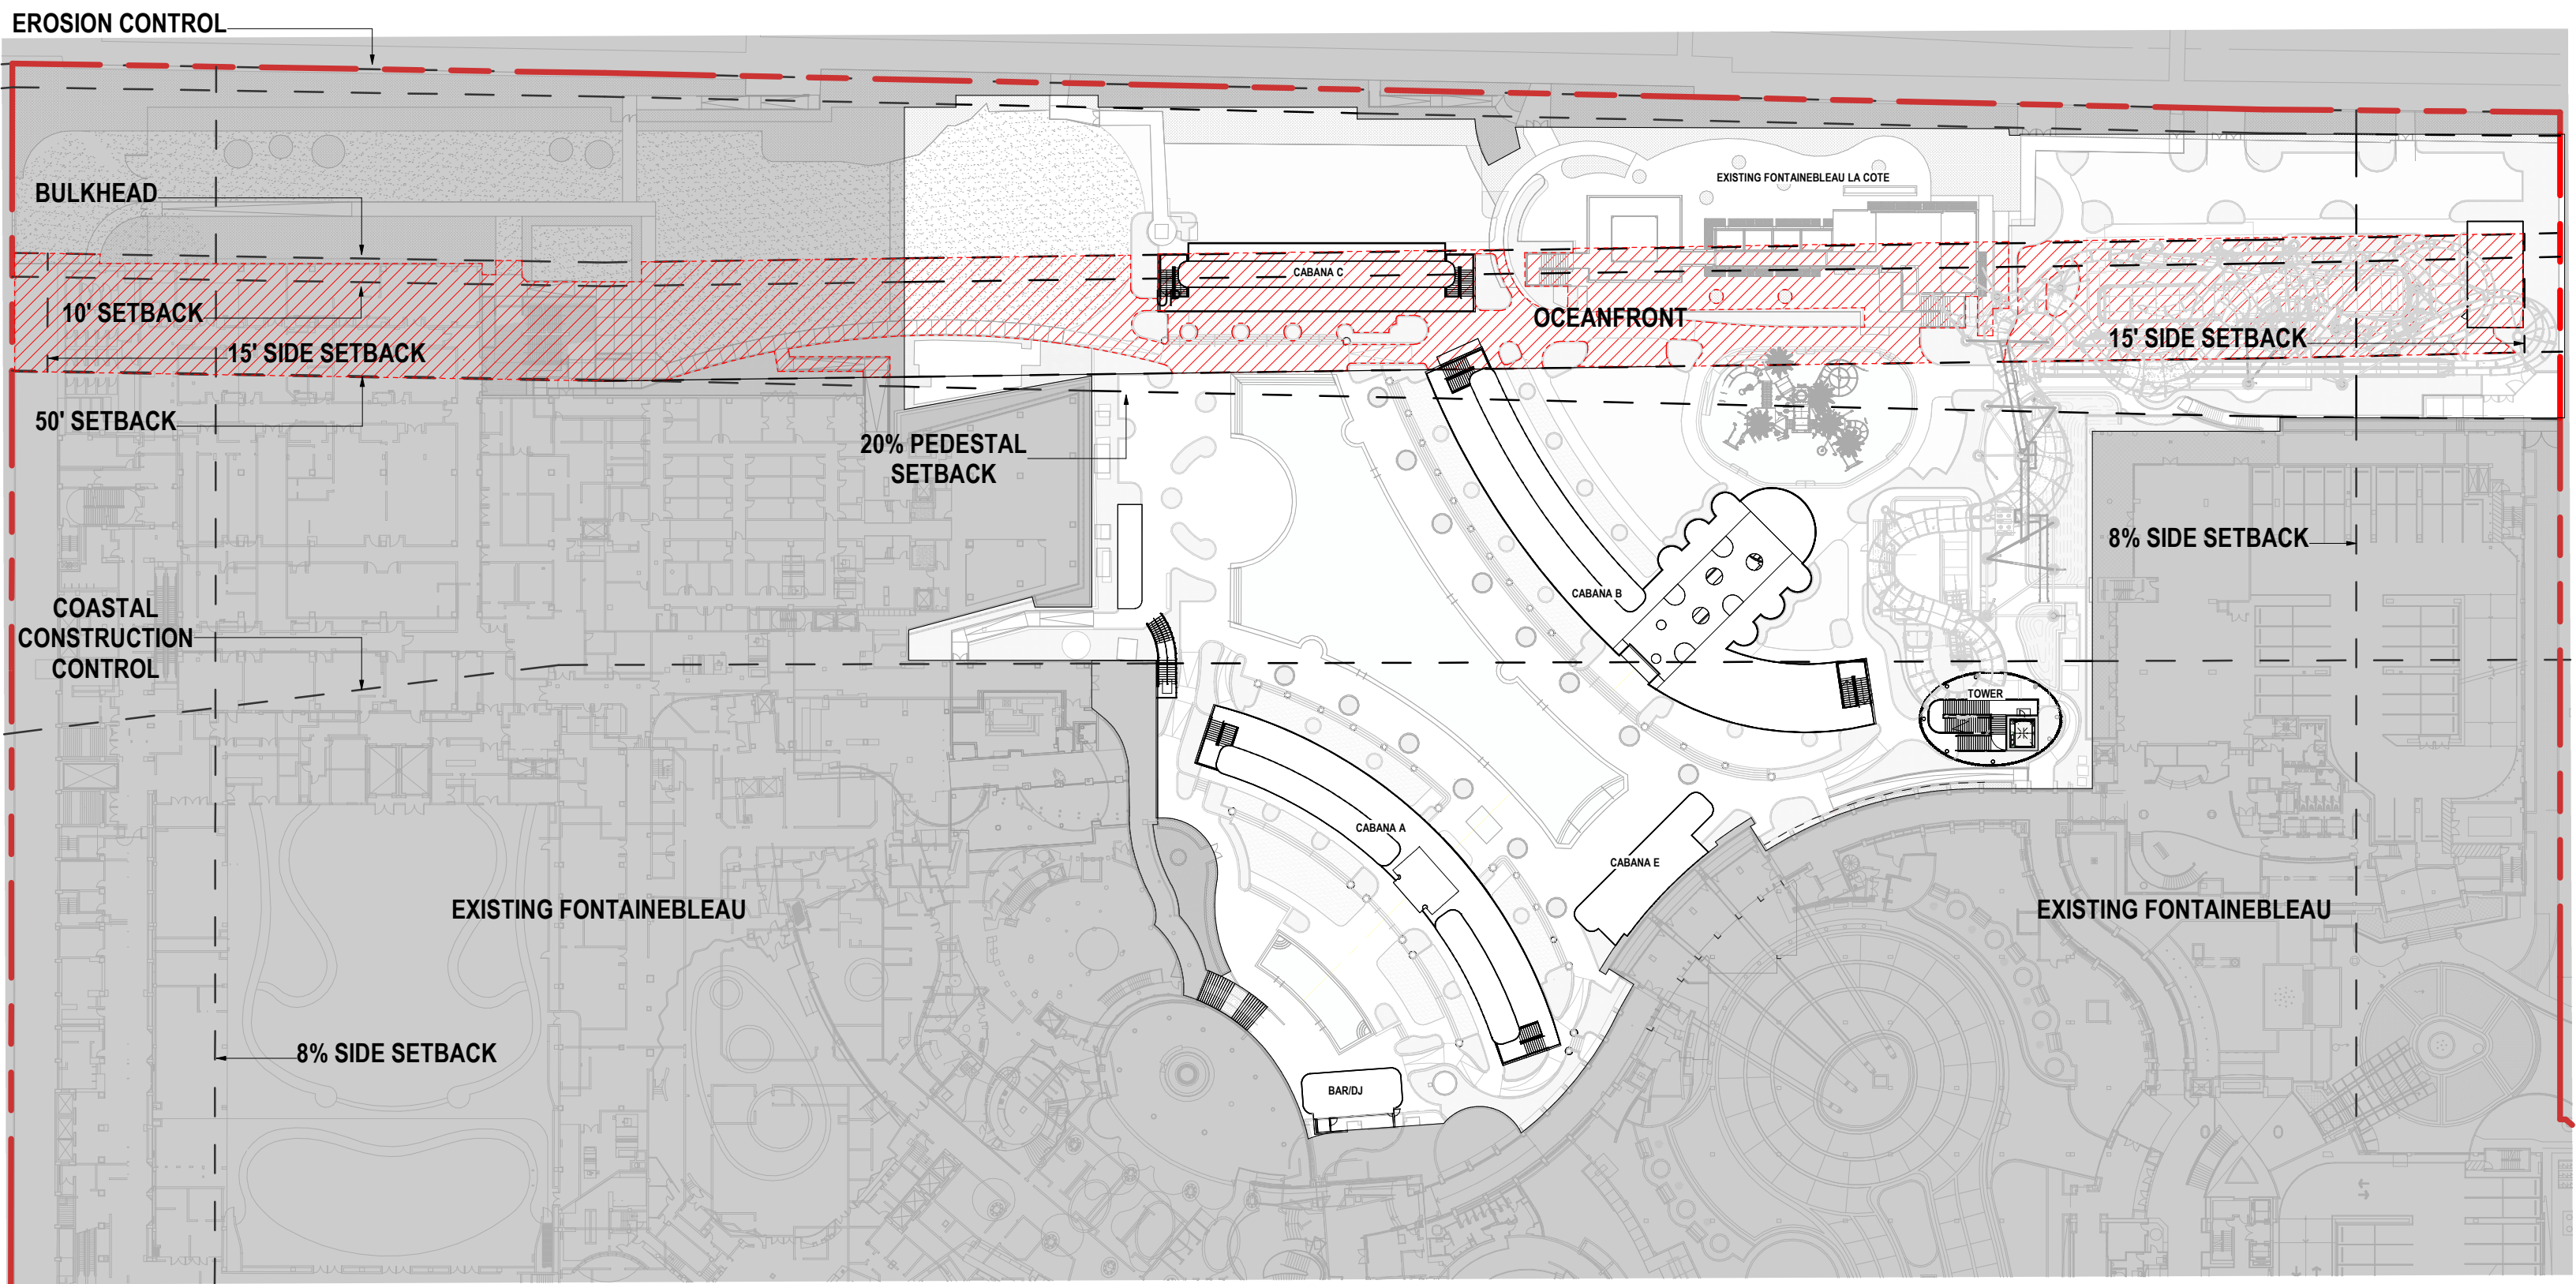 EROSION CONTROL
BULKHEAD
EXISTING FONTAINEBLEAU LA COTE
CABANA C
10' SETBACK
OCEANFRONT
15' SIDE SETBACK
15' SIDE SETBACK
50' SETBACK
20% PEDESTAL
SETBACK
8% SIDE SETBACK
CABANA B
COASTAL
CONSTRUCTION
CONTROL
TOWER
CABANA A
CABANA E
EXISTING FONTAINEBLEAU
EXISTING FONTAINEBLEAU
8% SIDE SETBACK
BAR/DJ